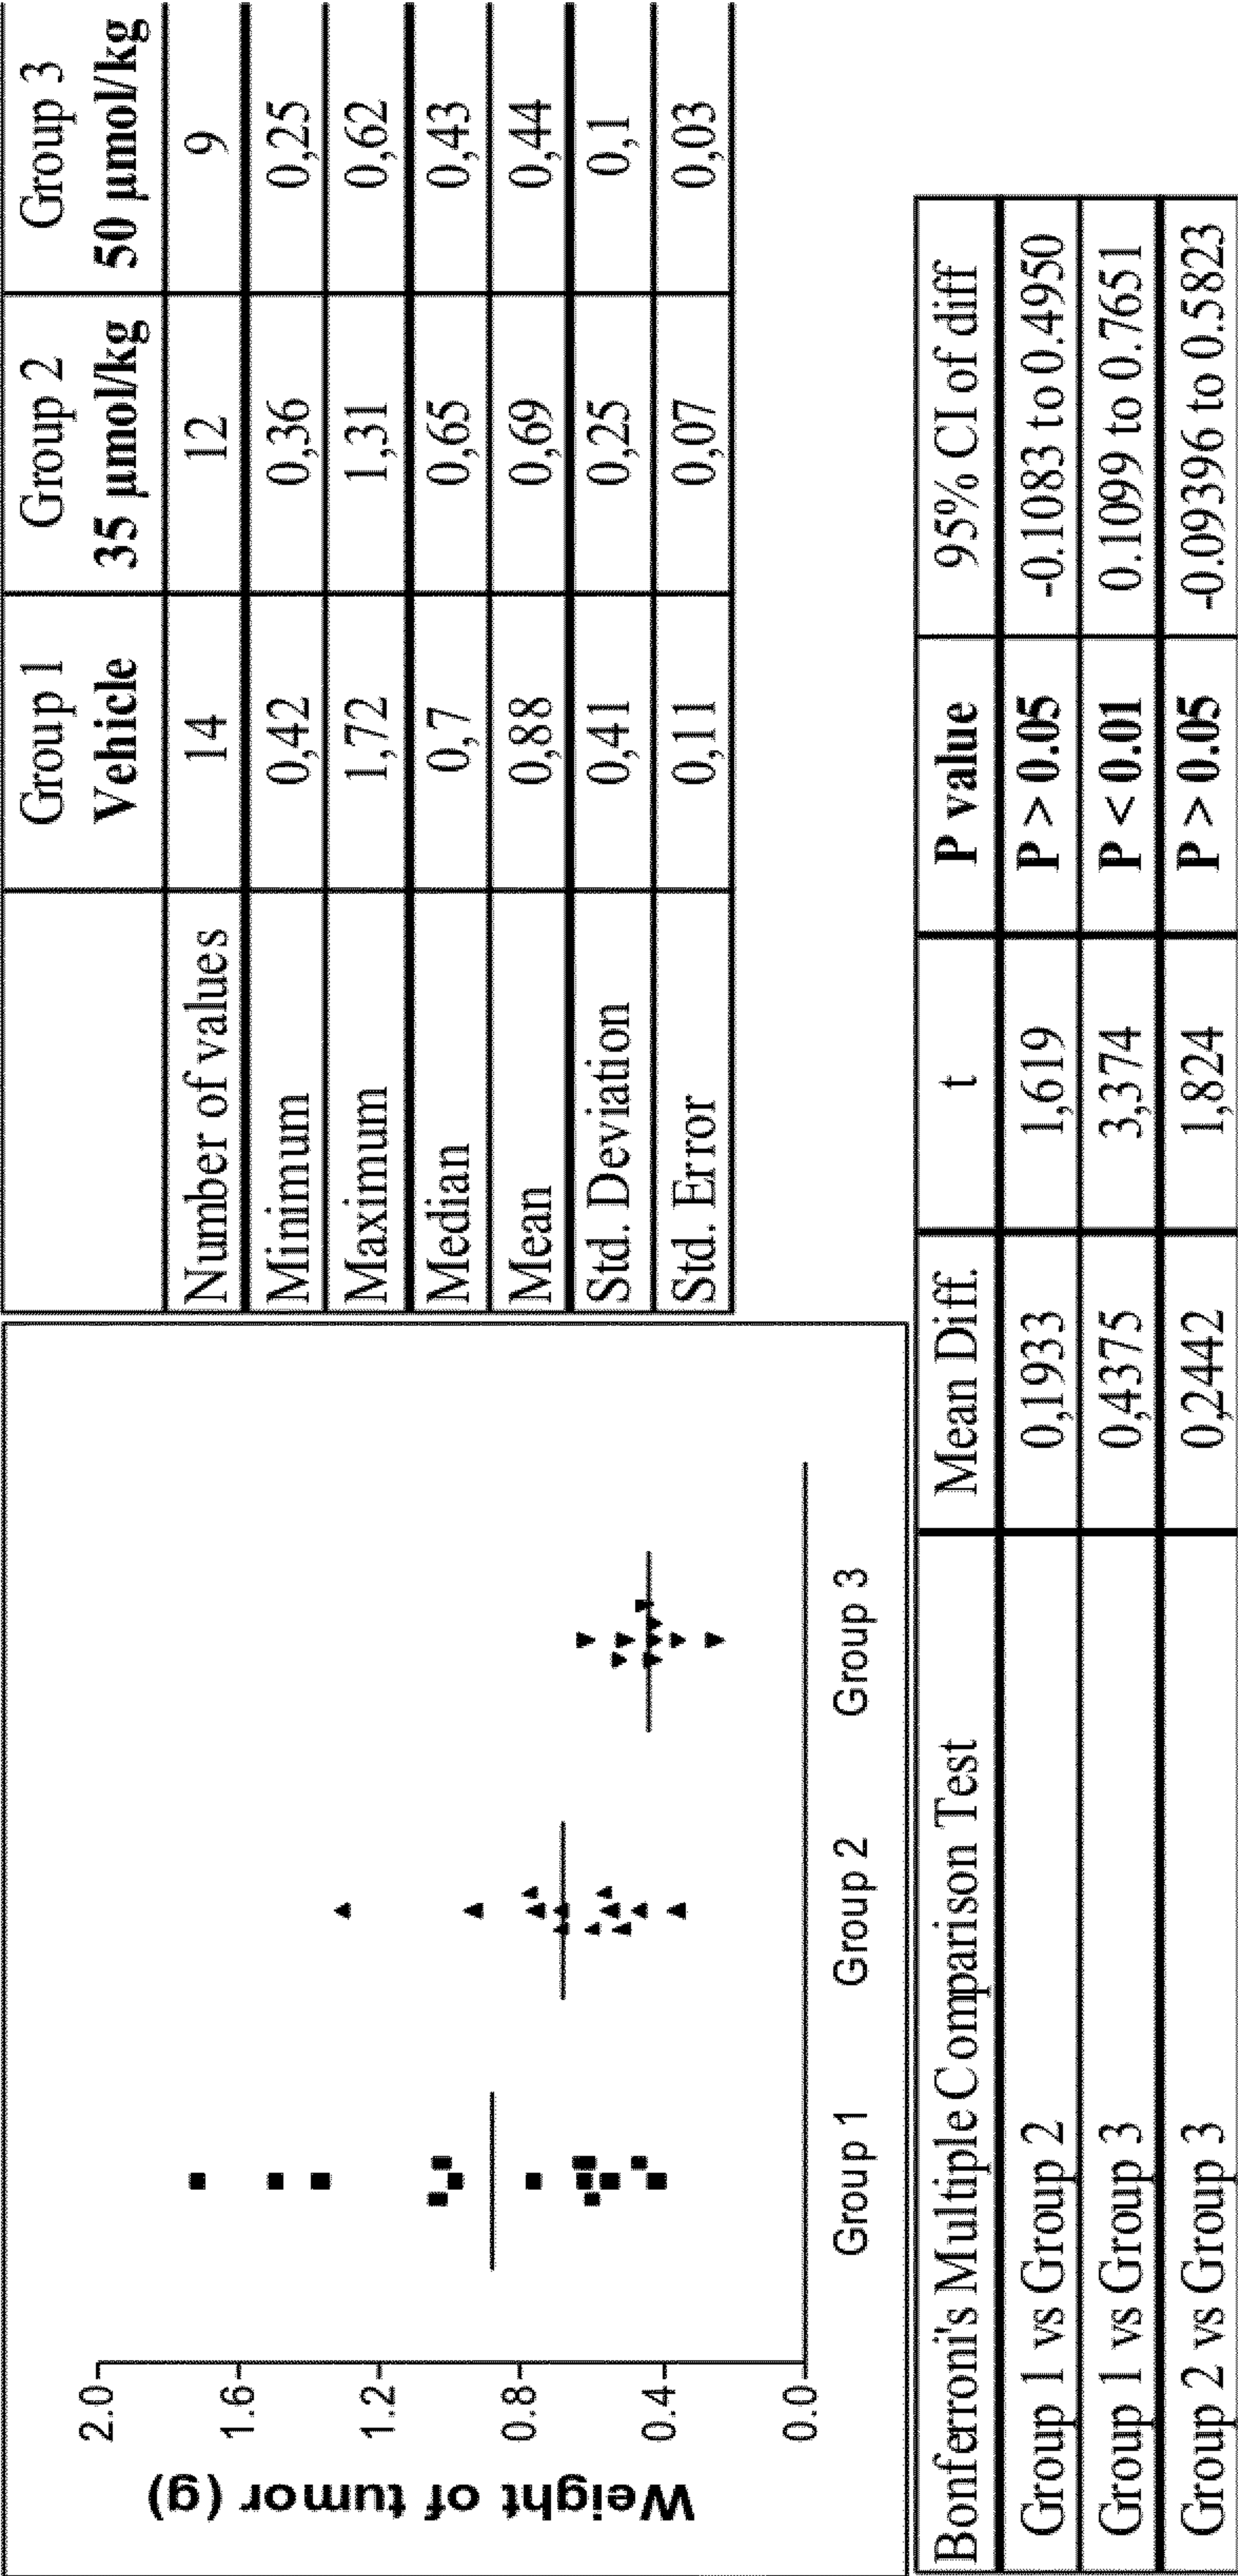 Weight of tumor (g)
2.0
1.6
1.2
0.8
0.4
0.0
Group 1 Group 2 Group 3
Group 1 Group 2 Group 3
Vehicle 35 µmol/kg 50 µmol/kg
Number of values 14 12 9
Minimum 0,42 0,36 0,25
Maximum 1,72 1,31 0,62
Median 0,7 0,65 0,43
Mean 0,88 0,69 0,44
Std. Deviation 0,41 0,25 0,1
Std. Error 0,11 0,07 0,03
Bonferroni's Multiple Comparison Test Mean Diff. t P value 95% CI of diff
Group 1 vs Group 2 0,1933 1,619 P > 0.05 -0.1083 to 0.4950
Group 1 vs Group 3 0,4375 3,374 P < 0.01 0.1099 to 0.7651
Group 2 vs Group 3 0,2442 1,824 P > 0.05 -0.09396 to 0.5823